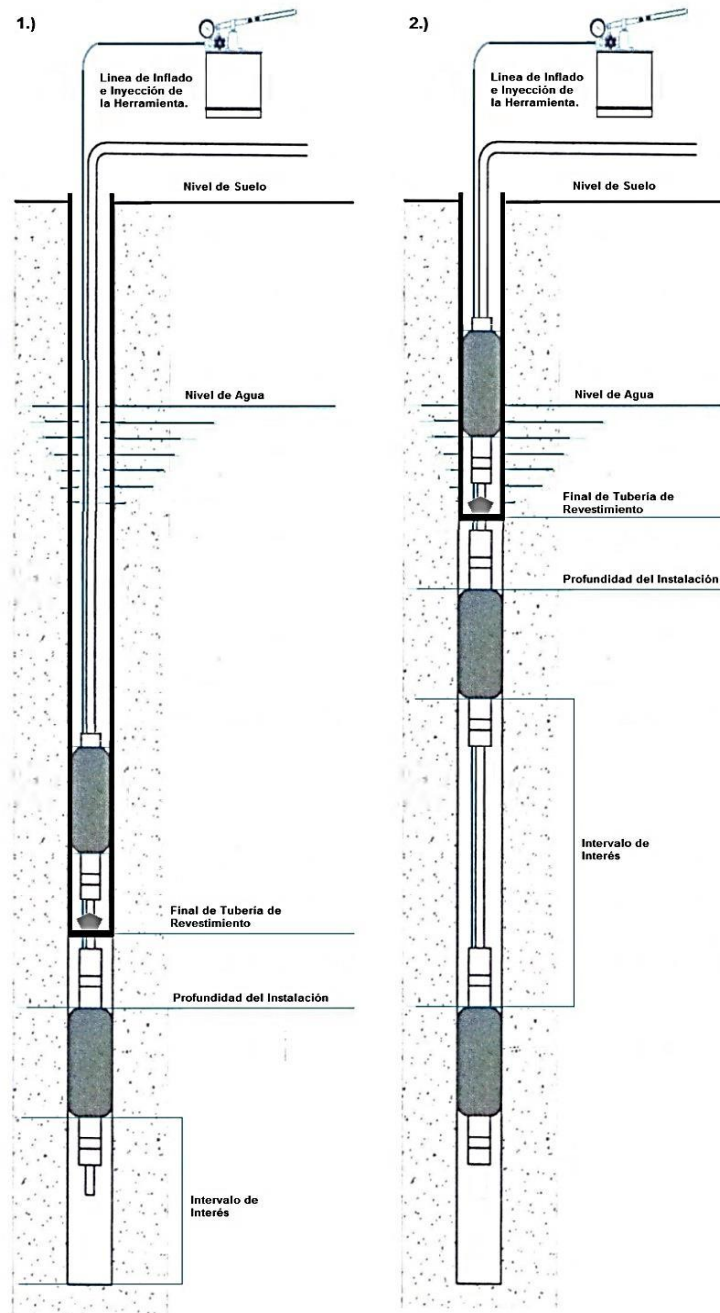 1.)
Linea de Inflado
e Inyección de
la Herramienta.
Nivel de Suelo
Nivel de Agua
Final de Tubería de
Revestimiento
Profundidad del Instalación
Intervalo de
Interés
2.)
Linea de Inflado
e Inyección de
la Herramienta.
Nivel de Suelo
Nivel de Agua
Final de Tubería de
Revestimiento
Profundidad del Instalación
Intervalo de
Interés